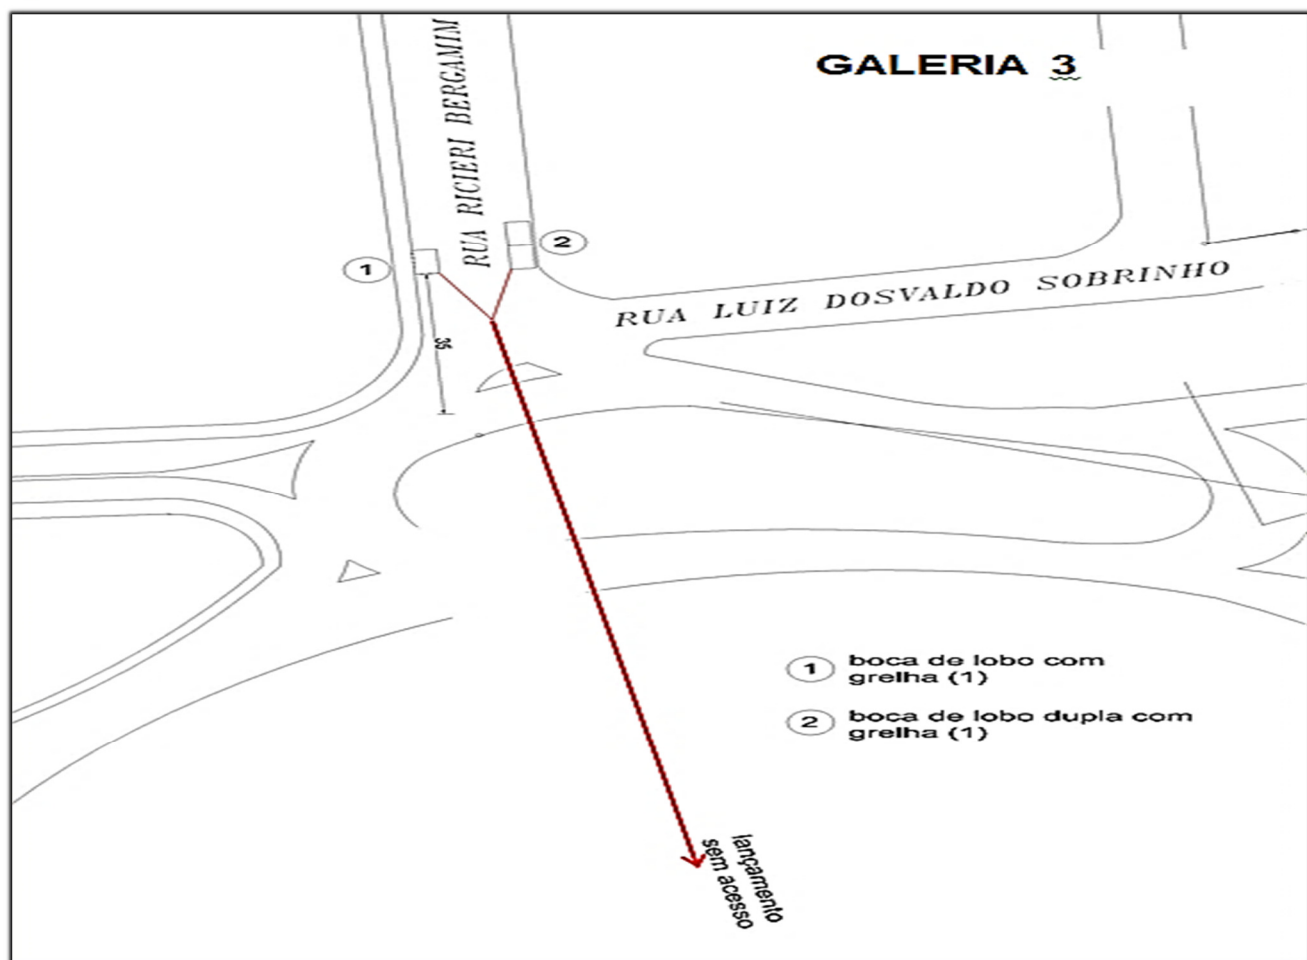 GALERIA 3
RUA RICIERI BERGAMIM
2
1
RUA LUIZ DOSVALDO SOBRINHO
35
1 boca de lobo com
grelha (1)
2 boca de lobo dupla com
grelha (1)
lançamento
sem acesso